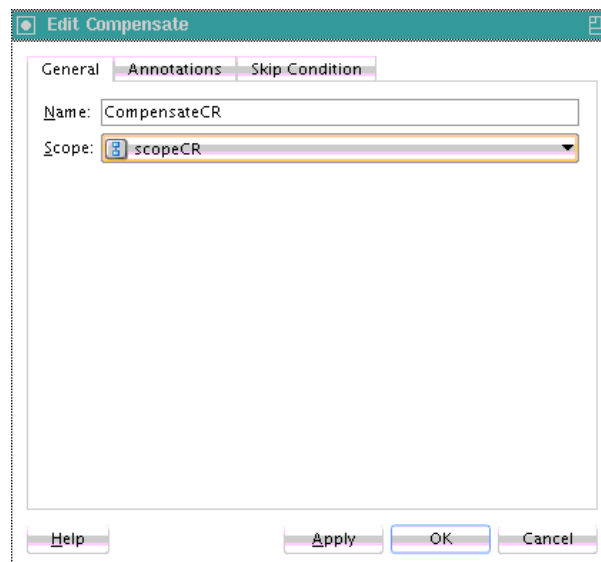 Edit Compensate
General Annotations Skip Condition
Name: CompensateCR
Scope: scopeCR
Help Apply OK Cancel